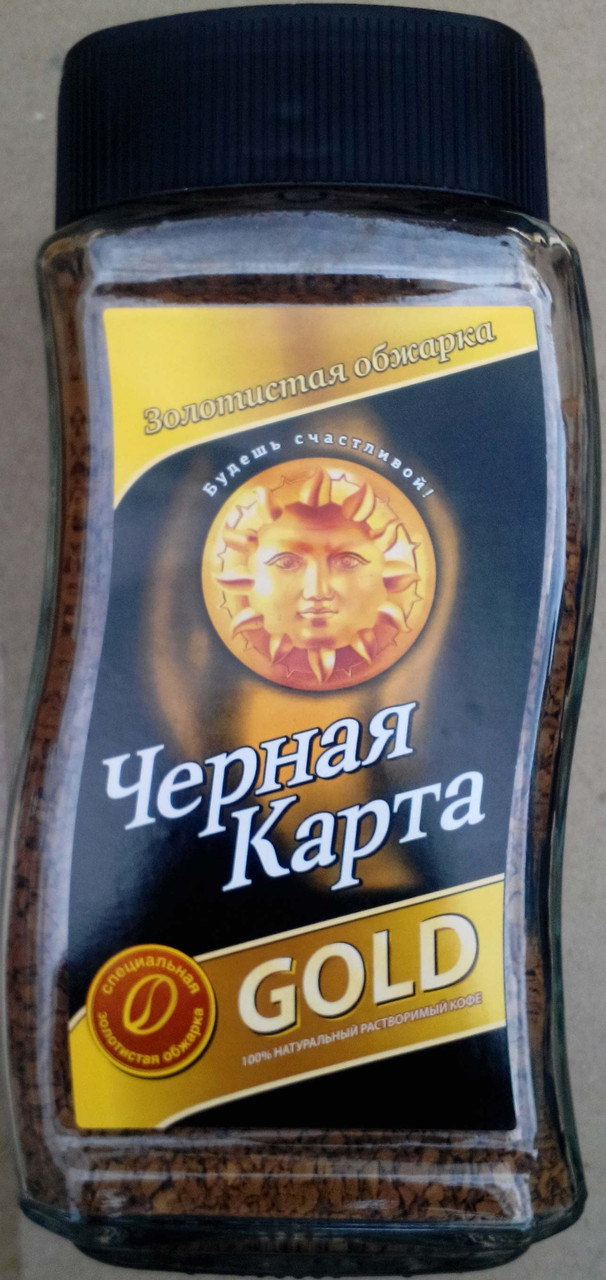 Золотистая обжарка
Будешь счастливой!
Черная
Карта
GOLD
100% НАТУРАЛЬНЫЙ РАСТВОРИМЫЙ КОФЕ
специальная
золотистая обжарка